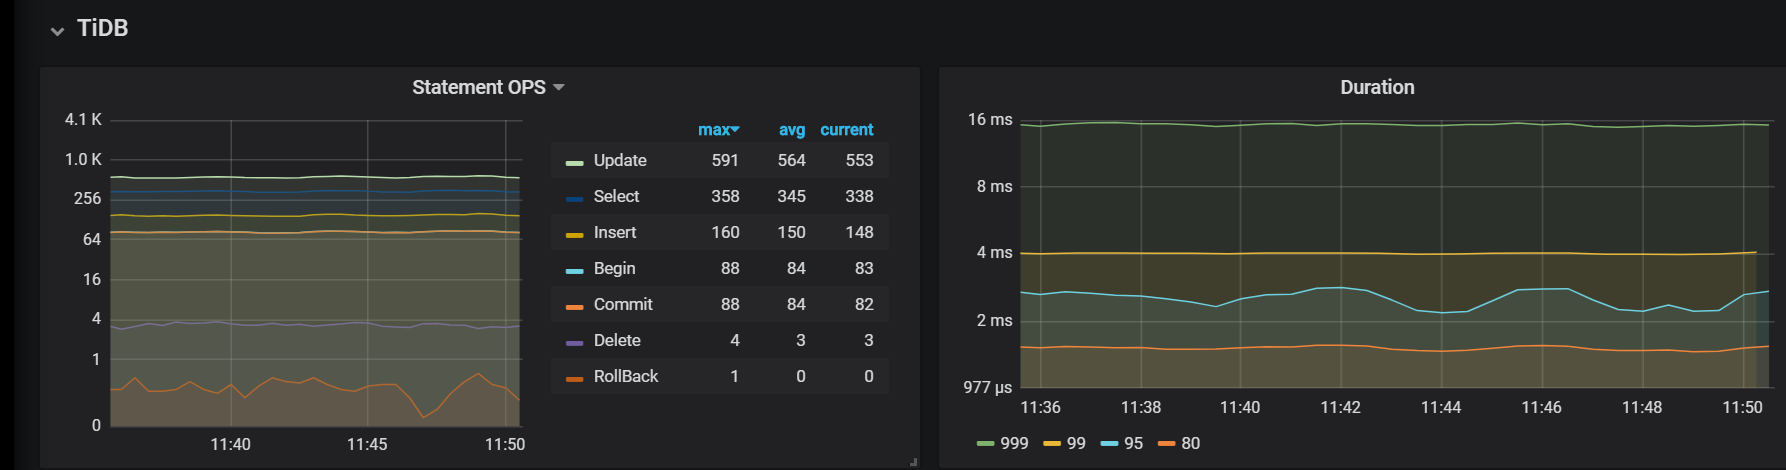 TiDB
Statement OPS
4.1 K
1.0 K
256
64
16
4
1
0
11:40 11:45 11:50
max avg current
Update 591 564 553
Select 358 345 338
Insert 160 150 148
Begin 88 84 83
Commit 88 84 82
Delete 4 3 3
RollBack 1 0 0
Duration
16 ms
8 ms
4 ms
2 ms
977 µs
11:36 11:38 11:40 11:42 11:44 11:46 11:48 11:50
999 99 95 80